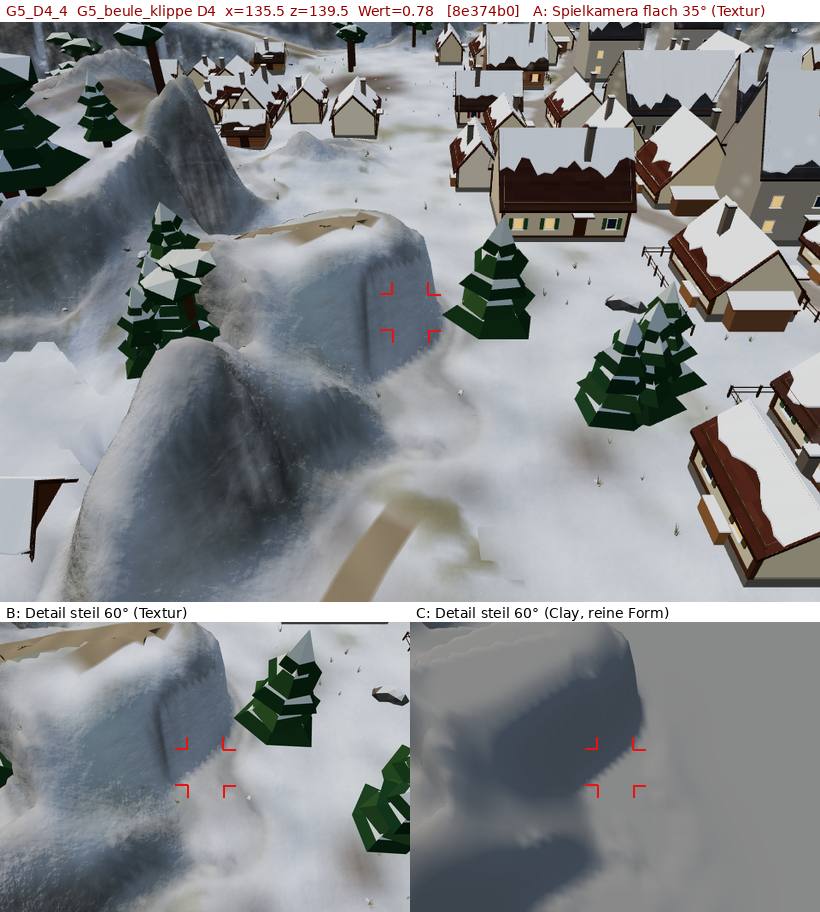 G5_D4_4  G5_beule_klippe D4  x=135.5 z=139.5  Wert=0.78   [8e374b0]   A: Spielkamera flach 35° (Textur)
B: Detail steil 60° (Textur)
C: Detail steil 60° (Clay, reine Form)